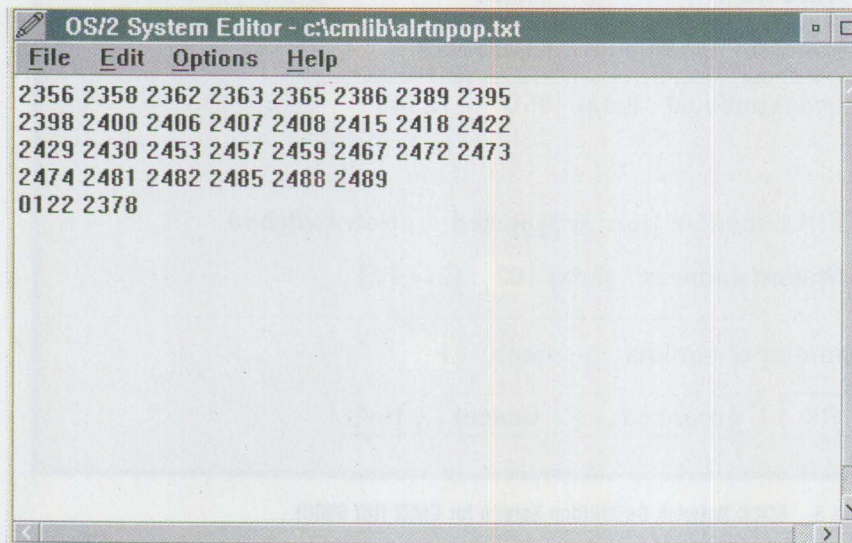 OS/2 System Editor - c:\cmlib\alrtnpop.txt
File Edit Options Help
2356 2358 2362 2363 2365 2386 2389 2395
2398 2400 2406 2407 2408 2415 2418 2422
2429 2430 2453 2457 2459 2467 2472 2473
2474 2481 2482 2485 2488 2489
0122 2378